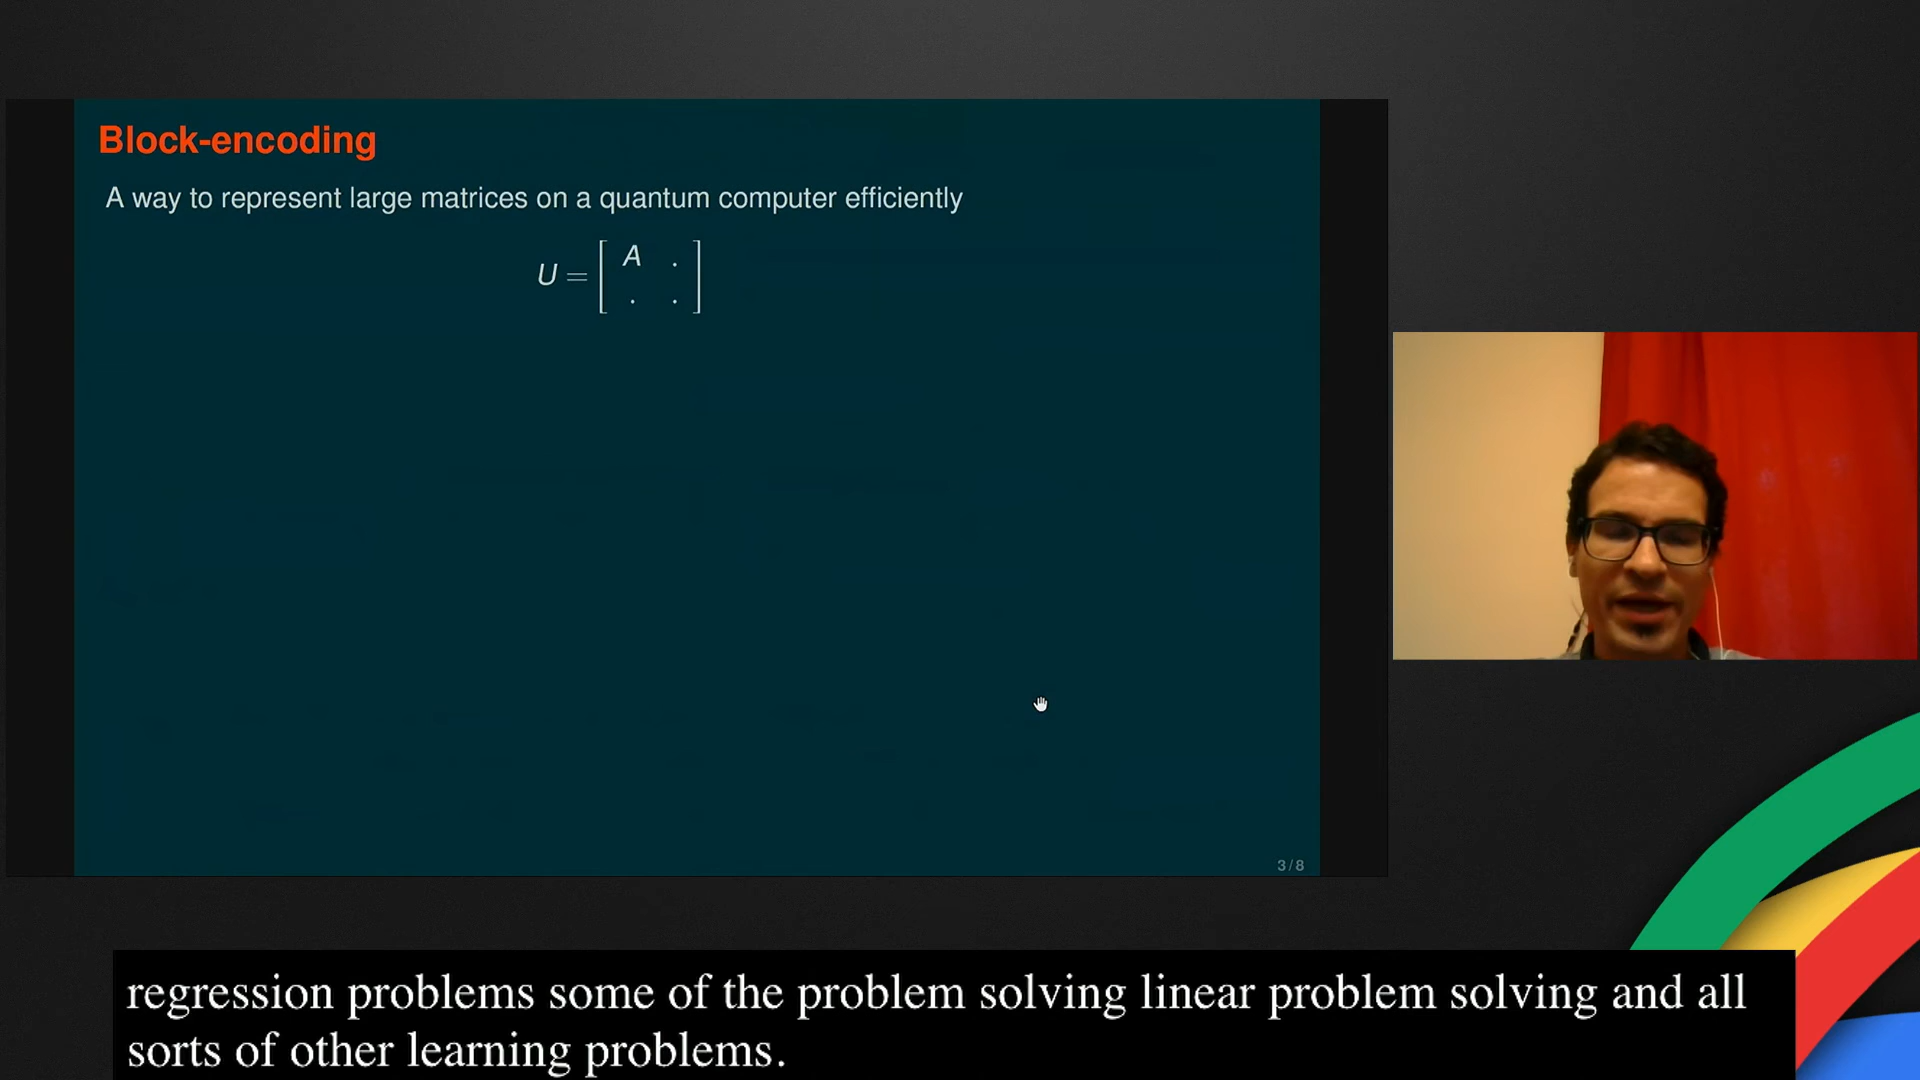 Block-encoding
A way to represent large matrices on a quantum computer efficiently
U = [ A .
. . ]
3 / 8
regression problems some of the problem solving linear problem solving and all
sorts of other learning problems.